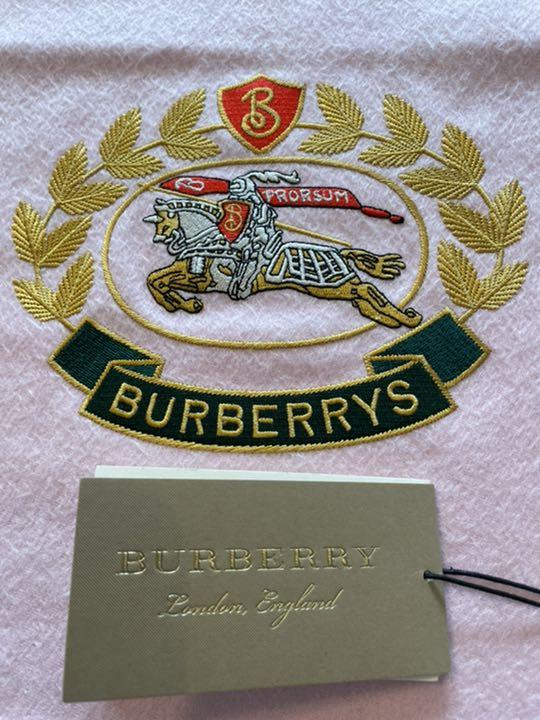 B
PRORSUM
B
BURBERRYS
BURBERRY
London, England